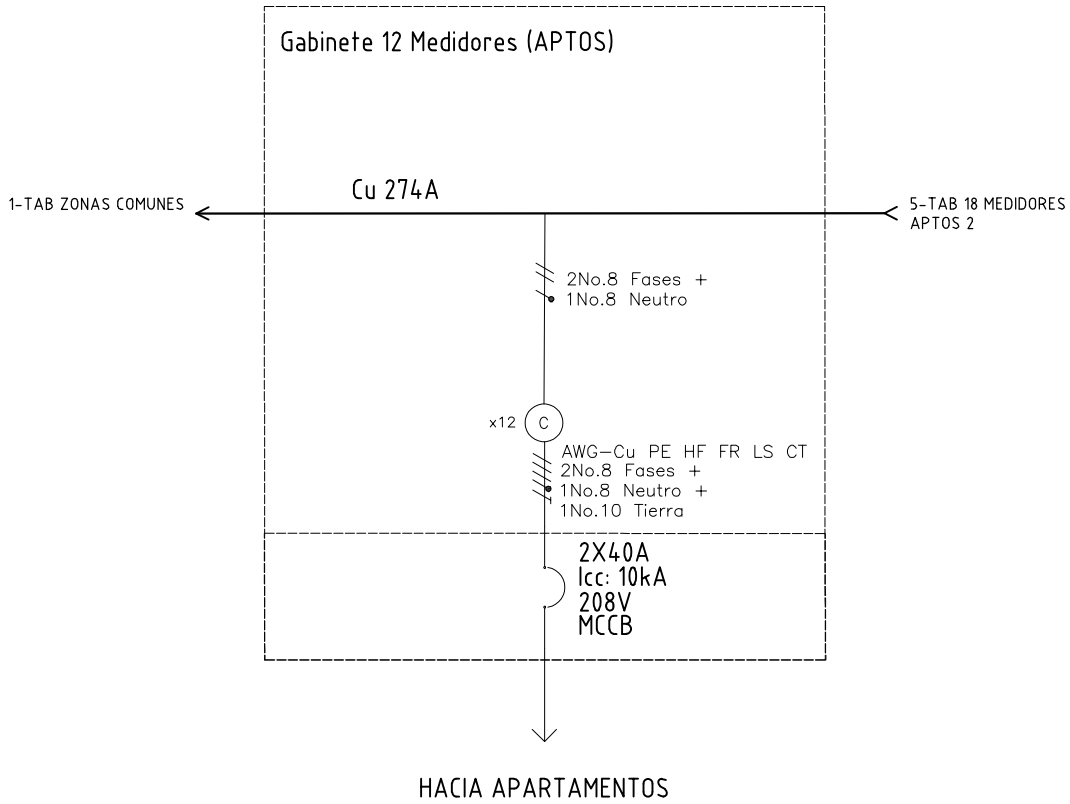 Gabinete 12 Medidores (APTOS)
Cu 274A
1-TAB ZONAS COMUNES
5-TAB 18 MEDIDORES
APTOS 2
2No.8 Fases +
1No.8 Neutro
x12
C
AWG-Cu PE HF FR LS CT
2No.8 Fases +
1No.8 Neutro +
1No.10 Tierra
2X40A
Icc: 10kA
208V
MCCB
HACIA APARTAMENTOS